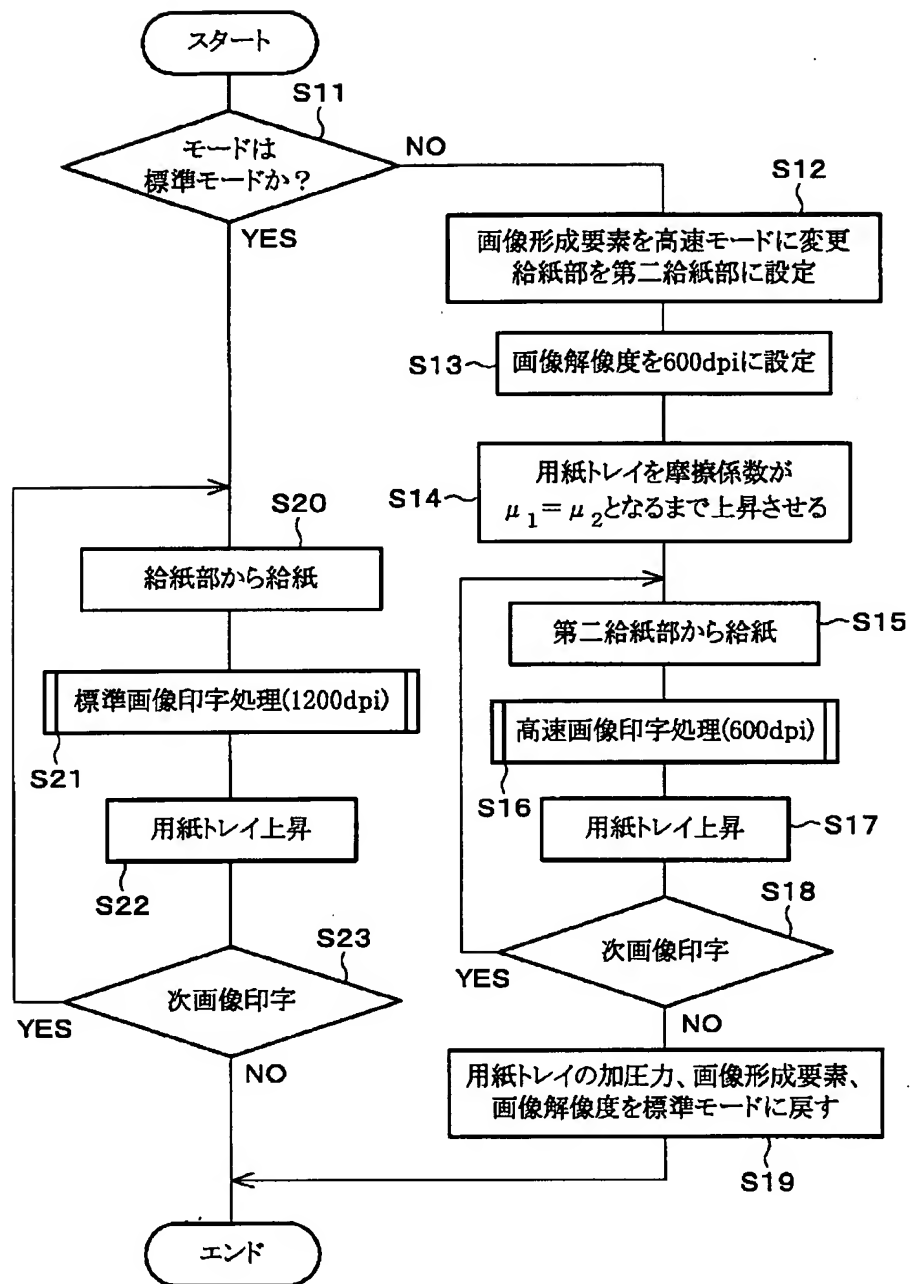 スタート
S11
モードは
標準モードか？
NO
YES
S12
画像形成要素を高速モードに変更
給紙部を第二給紙部に設定
S13
画像解像度を600dpiに設定
S14
用紙トレイを摩擦係数が
μ1＝μ2となるまで上昇させる
S15
第二給紙部から給紙
S16
高速画像印字処理(600dpi)
S17
用紙トレイ上昇
S18
次画像印字
YES
NO
用紙トレイの加圧力、画像形成要素、
画像解像度を標準モードに戻す
S19
S20
給紙部から給紙
標準画像印字処理(1200dpi)
S21
用紙トレイ上昇
S22
S23
次画像印字
YES
NO
エンド